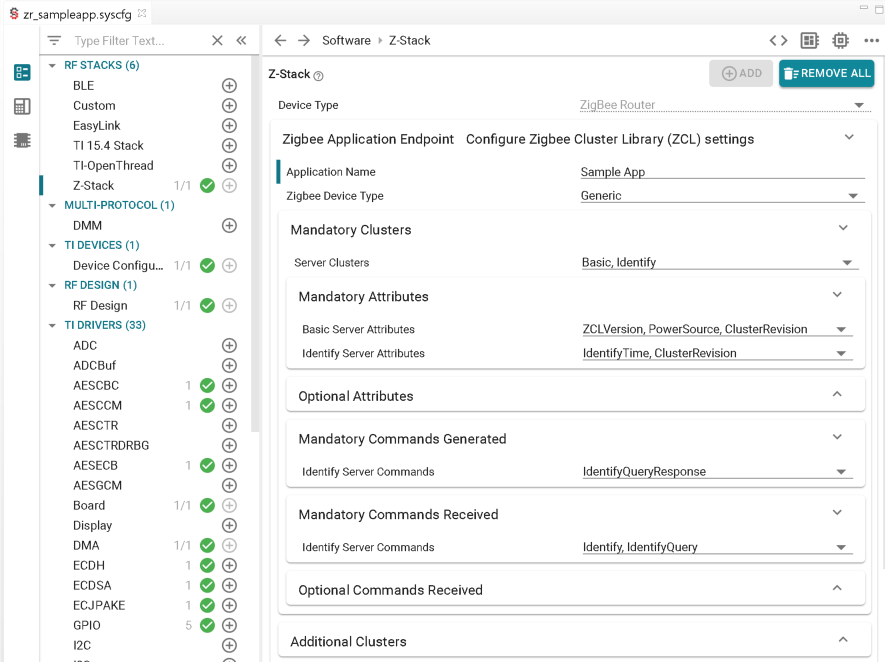 zr_sampleapp.syscfg
Type Filter Text...
RF STACKS (6)
BLE
Custom
EasyLink
TI 15.4 Stack
TI-OpenThread
Z-Stack 1/1
MULTI-PROTOCOL (1)
DMM
TI DEVICES (1)
Device Configu... 1/1
RF DESIGN (1)
RF Design 1/1
TI DRIVERS (33)
ADC
ADCBuf
AESCBC 1
AESCCM 1
AESCTR
AESCTRDRBG
AESECB 1
AESGCM
Board 1/1
Display
DMA 1/1
ECDH 1
ECDSA 1
ECJPAKE 1
GPIO 5
I2C
Software Z-Stack
Z-Stack
ADD
REMOVE ALL
Device Type ZigBee Router
Zigbee Application Endpoint Configure Zigbee Cluster Library (ZCL) settings
Application Name Sample App
Zigbee Device Type Generic
Mandatory Clusters
Server Clusters Basic, Identify
Mandatory Attributes
Basic Server Attributes ZCLVersion, PowerSource, ClusterRevision
Identify Server Attributes IdentifyTime, ClusterRevision
Optional Attributes
Mandatory Commands Generated
Identify Server Commands IdentifyQueryResponse
Mandatory Commands Received
Identify Server Commands Identify, IdentifyQuery
Optional Commands Received
Additional Clusters